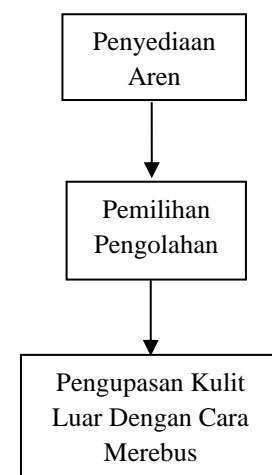 Penyediaan
Aren
Pemilihan
Pengolahan
Pengupasan Kulit
Luar Dengan Cara
Merebus